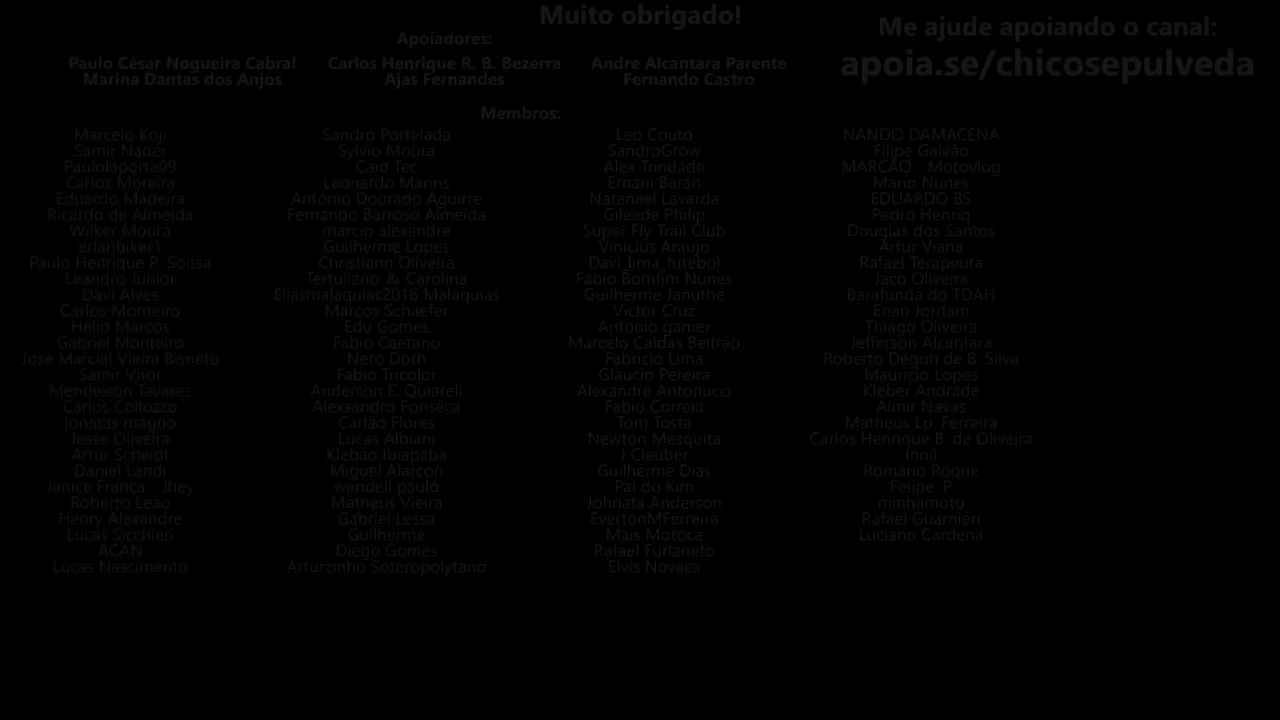 Muito obrigado!
Me ajude apoiando o canal:
apoia.se/chicosepulveda
Apoiadores:
Paulo César Nogueira Cabral
Marina Dantas dos Anjos
Carlos Henrique R. B. Bezerra
Ajas Fernandes
Andre Alcantara Parente
Fernando Castro
Membros:
Marcelo Koji
Samir Nader
Paulolaporta09
Carlos Moreira
Eduardo Madeira
Ricardo de Almeida
Wilker Moura
erlanbiker1
Paulo Henrique P. Souza
Leandro Junior
Davi Alves
Carlos Monteiro
Helio Marcos
Gabriel Monteiro
Jose Marcial Vieira Bisneto
Samir Vitor
Mendelson Tavares
Carlos Collozzo
jonatas magno
Jesse Oliveira
Artur Scheidt
Daniel Landi
Janice França Jhey
Roberto Leão
Henry Alexandre
Lucas Sicchieri
ACAN
Lucas Nascimento
Sandro Portelada
Sylvio Moura
Caio Tec
Leonardo Marins
Antonio Dourado Aguirre
Fernando Barroso Almeida
marcio alexandre
Guilherme Lopes
Christiann Oliveira
Tertuliano & Carolina
Eliasmalaquias2016 Malaquias
Marcos Schaefer
Edu Gomes
Fabio Caetano
Neto Doth
Fabio Tricolor
Anderson E. Quiareli
Alexsandro Fonsêca
Carlão Flores
Lucas Albiani
Klebão Ibiapaba
Miguel Alarcon
wendell paulo
Matheus Vieira
Gabriel Lessa
Guilherme
Diego Gomes
Arturzinho Soteropolytano
Leo Couto
SandroGrow
Alex Trindade
Ernani Baran
Natanael Lavarda
Gileade Philip
Super Fly Trail Club
Vinicius Araujo
Davi_lima_futebol
Fabio Bomfim Nunes
Guilherme Januthe
Victor Cruz
Antonio gamer
Marcelo Caldas Beltrão
Fabricio Lima
Glaucio Pereira
Alexandre Antonucci
Fabio Correia
Tom Tosta
Newton Mesquita
J Cleuber
Guilherme Dias
Pai do Kim
Johnata Anderson
EvertonMFerreira
Mais Motoca
Rafael Furlaneto
Elvis Novaes
NANDO DAMACENA
Filipe Galvão
MARCÃO Motovlog
Mario Nunes
EDUARDO BS
Pedro Henriq
Douglas dos Santos
Artur Viana
Rafael Terapeuta
Jaco Oliveira
Barafunda do TDAH
Erian Jordam
Thiago Oliveira
Jefferson Alcantara
Roberto Deguti de B. Silva
Mauricio Lopes
Kleber Andrade
Almir Navas
Matheus Lp. Ferreira
Carlos Henrique B. de Oliveira
Innil
Romário Roque
Felipe P.
minhamoto
Rafael Guarnieri
Luciano Cardena